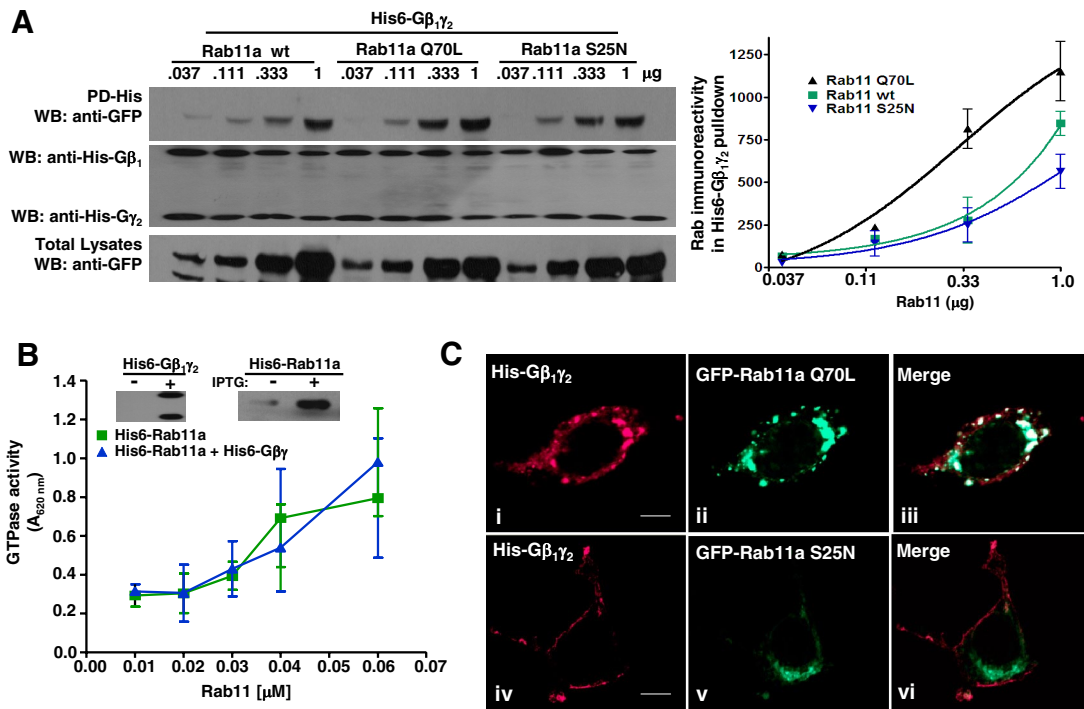 A
His6-Gβ1γ2
Rab11a wt
Rab11a Q70L
Rab11a S25N
.037 .111 .333 1 .037 .111 .333 1 .037 .111 .333 1 μg
PD-His
WB: anti-GFP
WB: anti-His-Gβ1
WB: anti-His-Gγ2
Total Lysates
WB: anti-GFP
Rab immunoreactivity
in His6-Gβ1γ2 pulldown
1250
1000
750
500
250
0
Rab11 Q70L
Rab11 wt
Rab11 S25N
0.037 0.11 0.33 1.0
Rab11 (μg)
B
His6-Gβ1γ2
- +
His6-Rab11a
IPTG: - +
His6-Rab11a
His6-Rab11a + His6-Gβγ
GTPase activity
(A620 nm)
1.4
1.2
1.0
0.8
0.6
0.4
0.2
0.0
0.00 0.01 0.02 0.03 0.04 0.05 0.06 0.07
Rab11 [μM]
C
His-Gβ1γ2
GFP-Rab11a Q70L
Merge
i
ii
iii
His-Gβ1γ2
GFP-Rab11a S25N
Merge
iv
v
vi